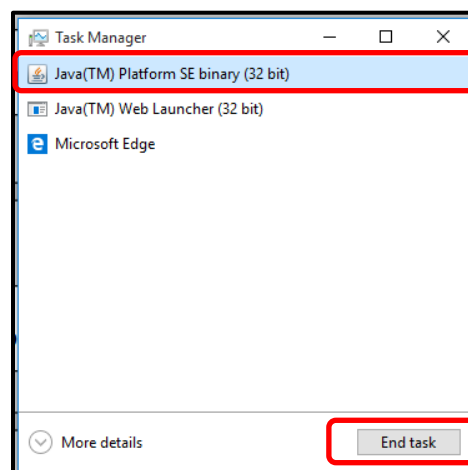 Task Manager
Java(TM) Platform SE binary (32 bit)
Java(TM) Web Launcher (32 bit)
Microsoft Edge
More details End task